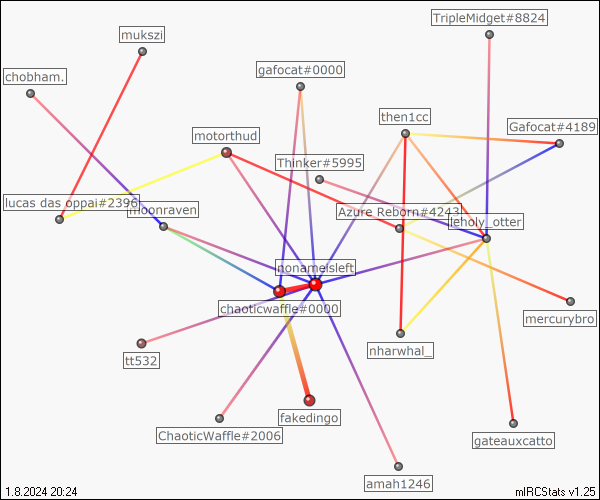 TripleMidget#8824
mukszi
gafocat#0000
chobham.
then1cc
Gafocat#4189
motorthud
Thinker#5995
lucas das oppai#2396
moonraven
Azure Reborn#4243
leholy_otter
nonameisleft
chaoticwaffle#0000
mercurybro
nharwhal_
tt532
fakedingo
ChaoticWaffle#2006
gateauxcatto
amah1246
1.8.2024 20:24
mIRCStats v1.25